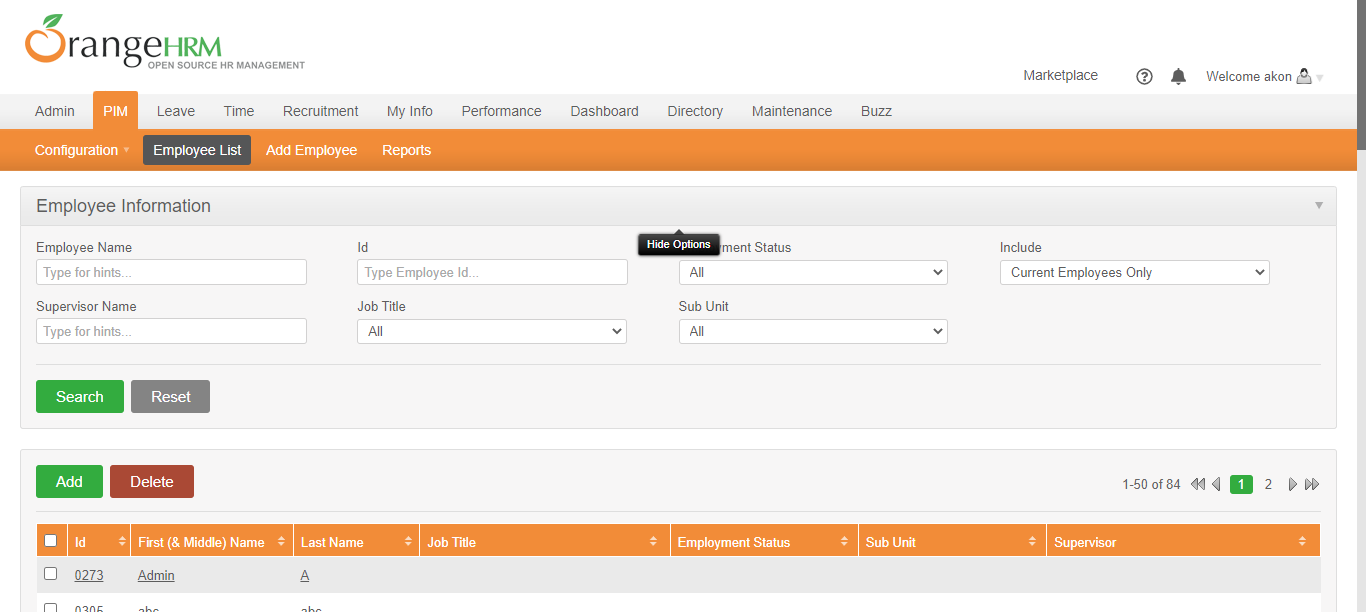 OrangeHRM
OPEN SOURCE HR MANAGEMENT
Marketplace ? Welcome akon
Admin PIM Leave Time Recruitment My Info Performance Dashboard Directory Maintenance Buzz
Configuration Employee List Add Employee Reports
Employee Information
Employee Name Id ment Status Include
Hide Options
Type for hints... Type Employee Id... All Current Employees Only
Supervisor Name Job Title Sub Unit
Type for hints... All All
Search Reset
Add Delete 1-50 of 84 1 2
Id First (& Middle) Name Last Name Job Title Employment Status Sub Unit Supervisor
0273 Admin A
0305 abc abc